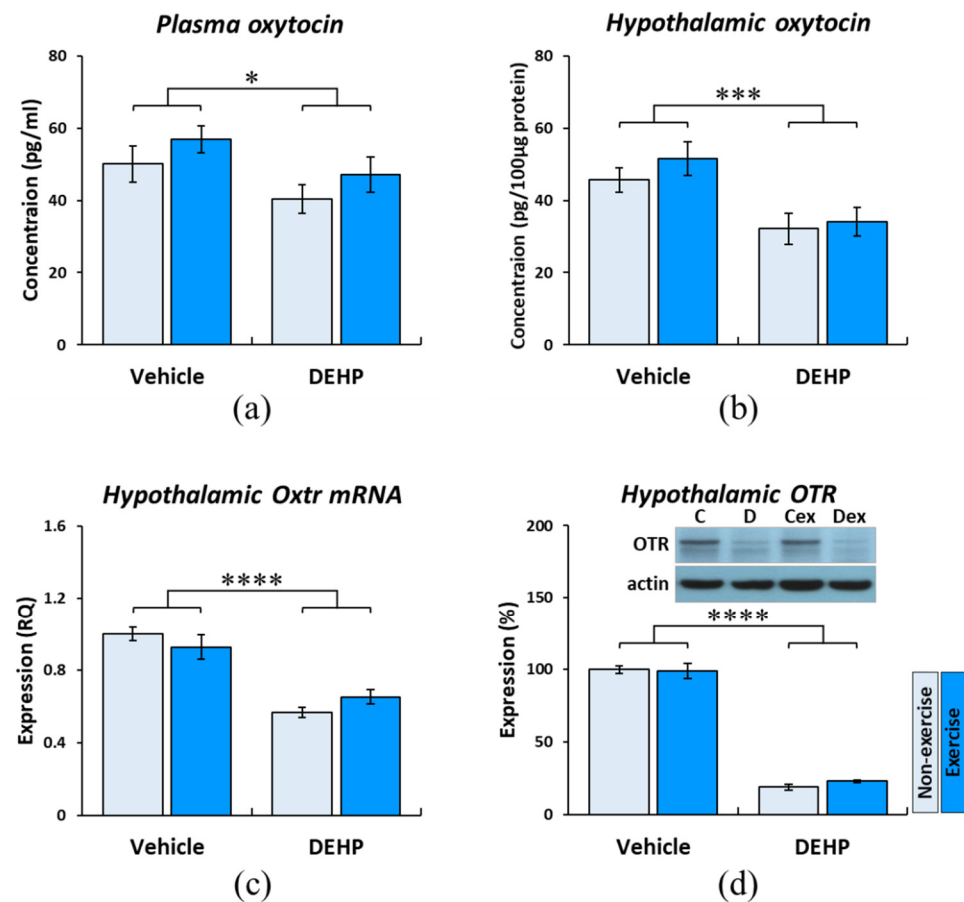 Plasma oxytocin
80
60
40
20
0
Concentraion (pg/ml)
*
Vehicle
DEHP
(a)
Hypothalamic oxytocin
80
60
40
20
0
Concentraion (pg/100µg protein)
***
Vehicle
DEHP
(b)
Hypothalamic Oxtr mRNA
1.6
1.2
0.8
0.4
0
Expression (RQ)
****
Vehicle
DEHP
(c)
Hypothalamic OTR
200
150
100
50
0
Expression (%)
C D Cex Dex
OTR
actin
****
Vehicle
DEHP
(d)
Non-exercise
Exercise